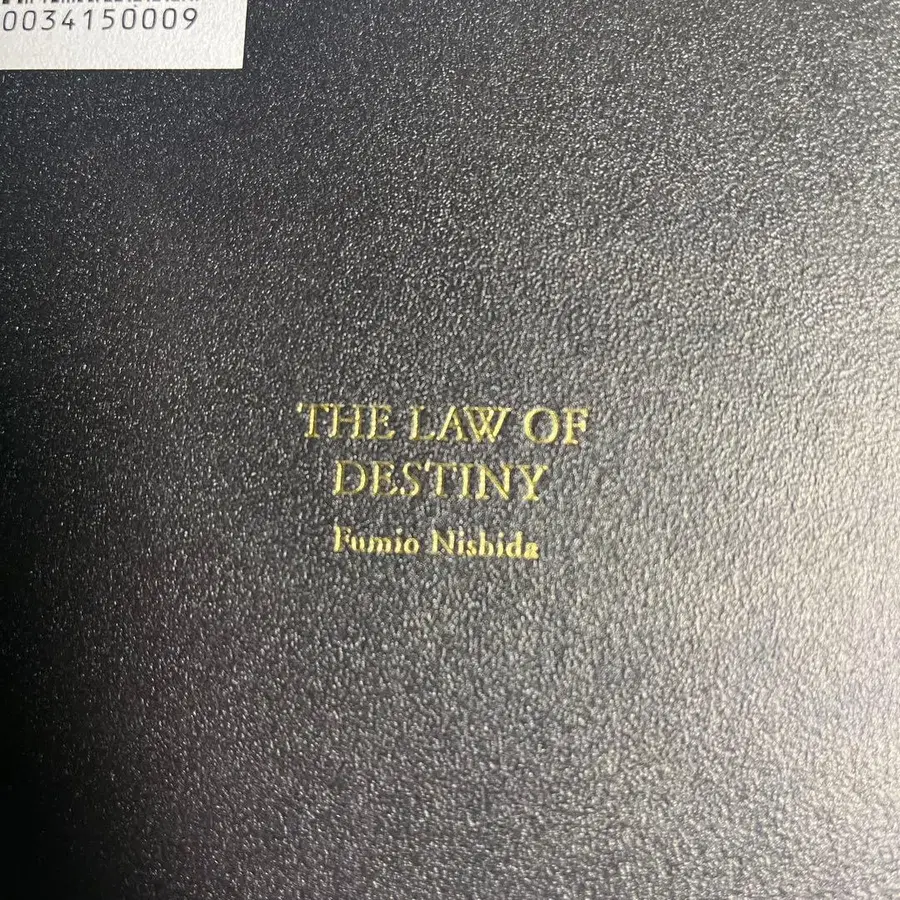 0034150009
THE LAW OF
DESTINY
Fumio Nishida